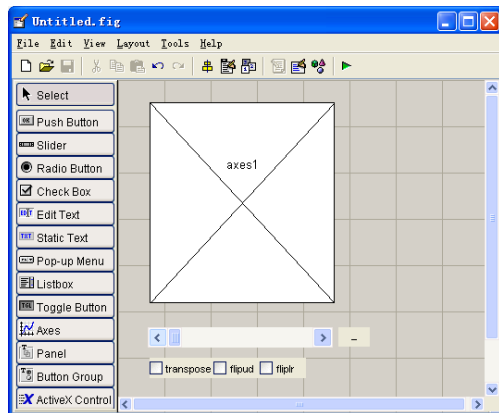 Untitled.fig
File Edit View Layout Tools Help
Select
Push Button
Slider
Radio Button
Check Box
Edit Text
Static Text
Pop-up Menu
Listbox
Toggle Button
Axes
Panel
Button Group
ActiveX Control
axes1
transpose flipud fliplr